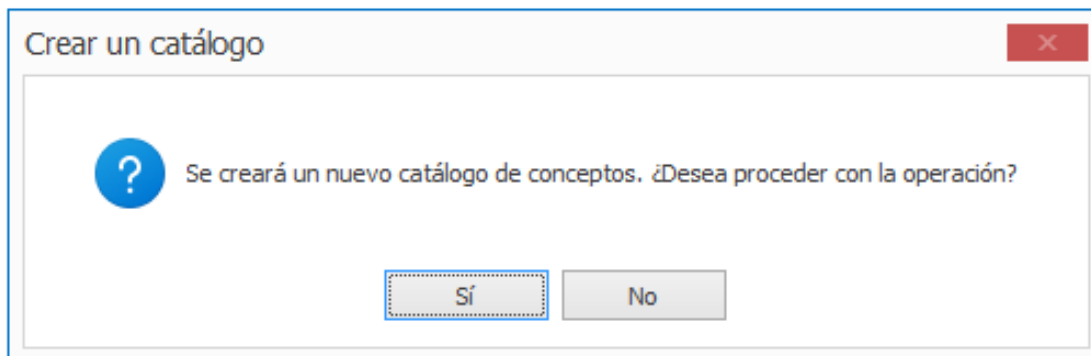 Crear un catálogo
Se creará un nuevo catálogo de conceptos. ¿Desea proceder con la operación?
Sí
No